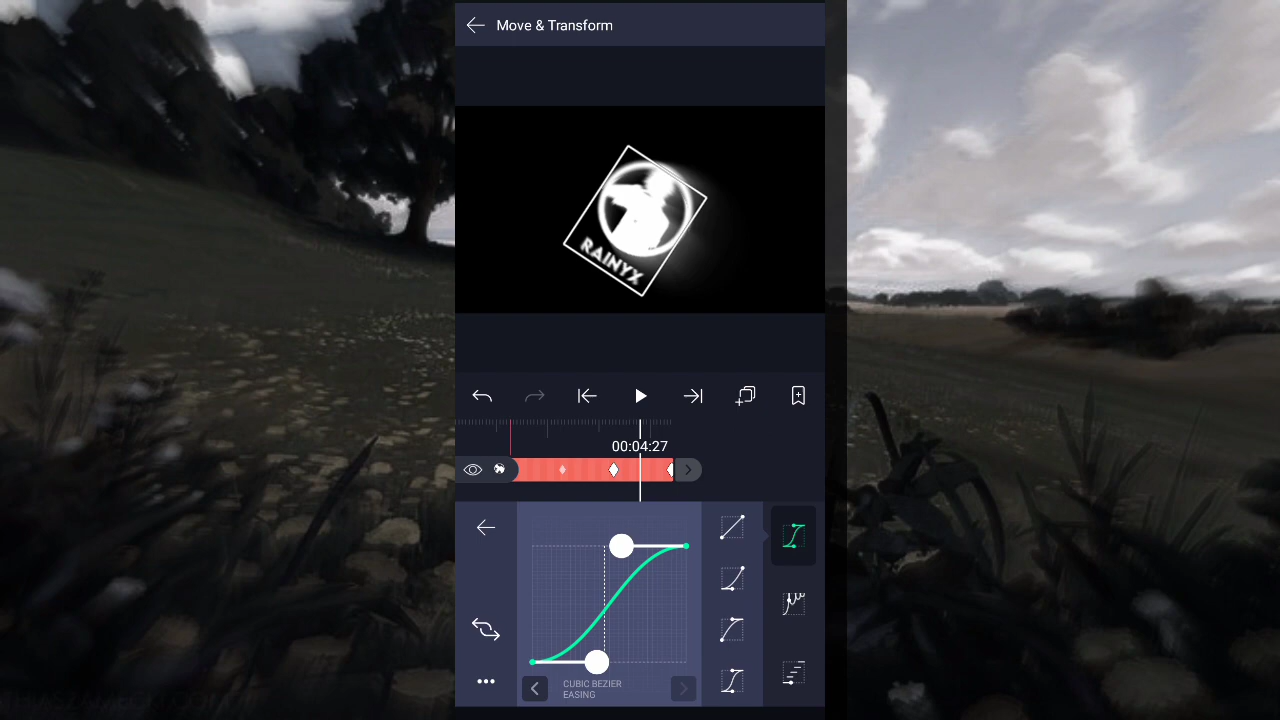 Move & Transform
RAINYX
00:04:27
CUBIC BEZIER
EASING